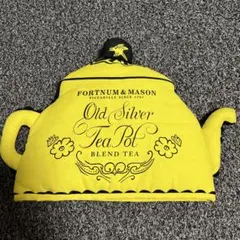 FORTNUM & MASON
PICCADILLY SINCE 1707
Old Silver
Tea Pot
BLEND TEA